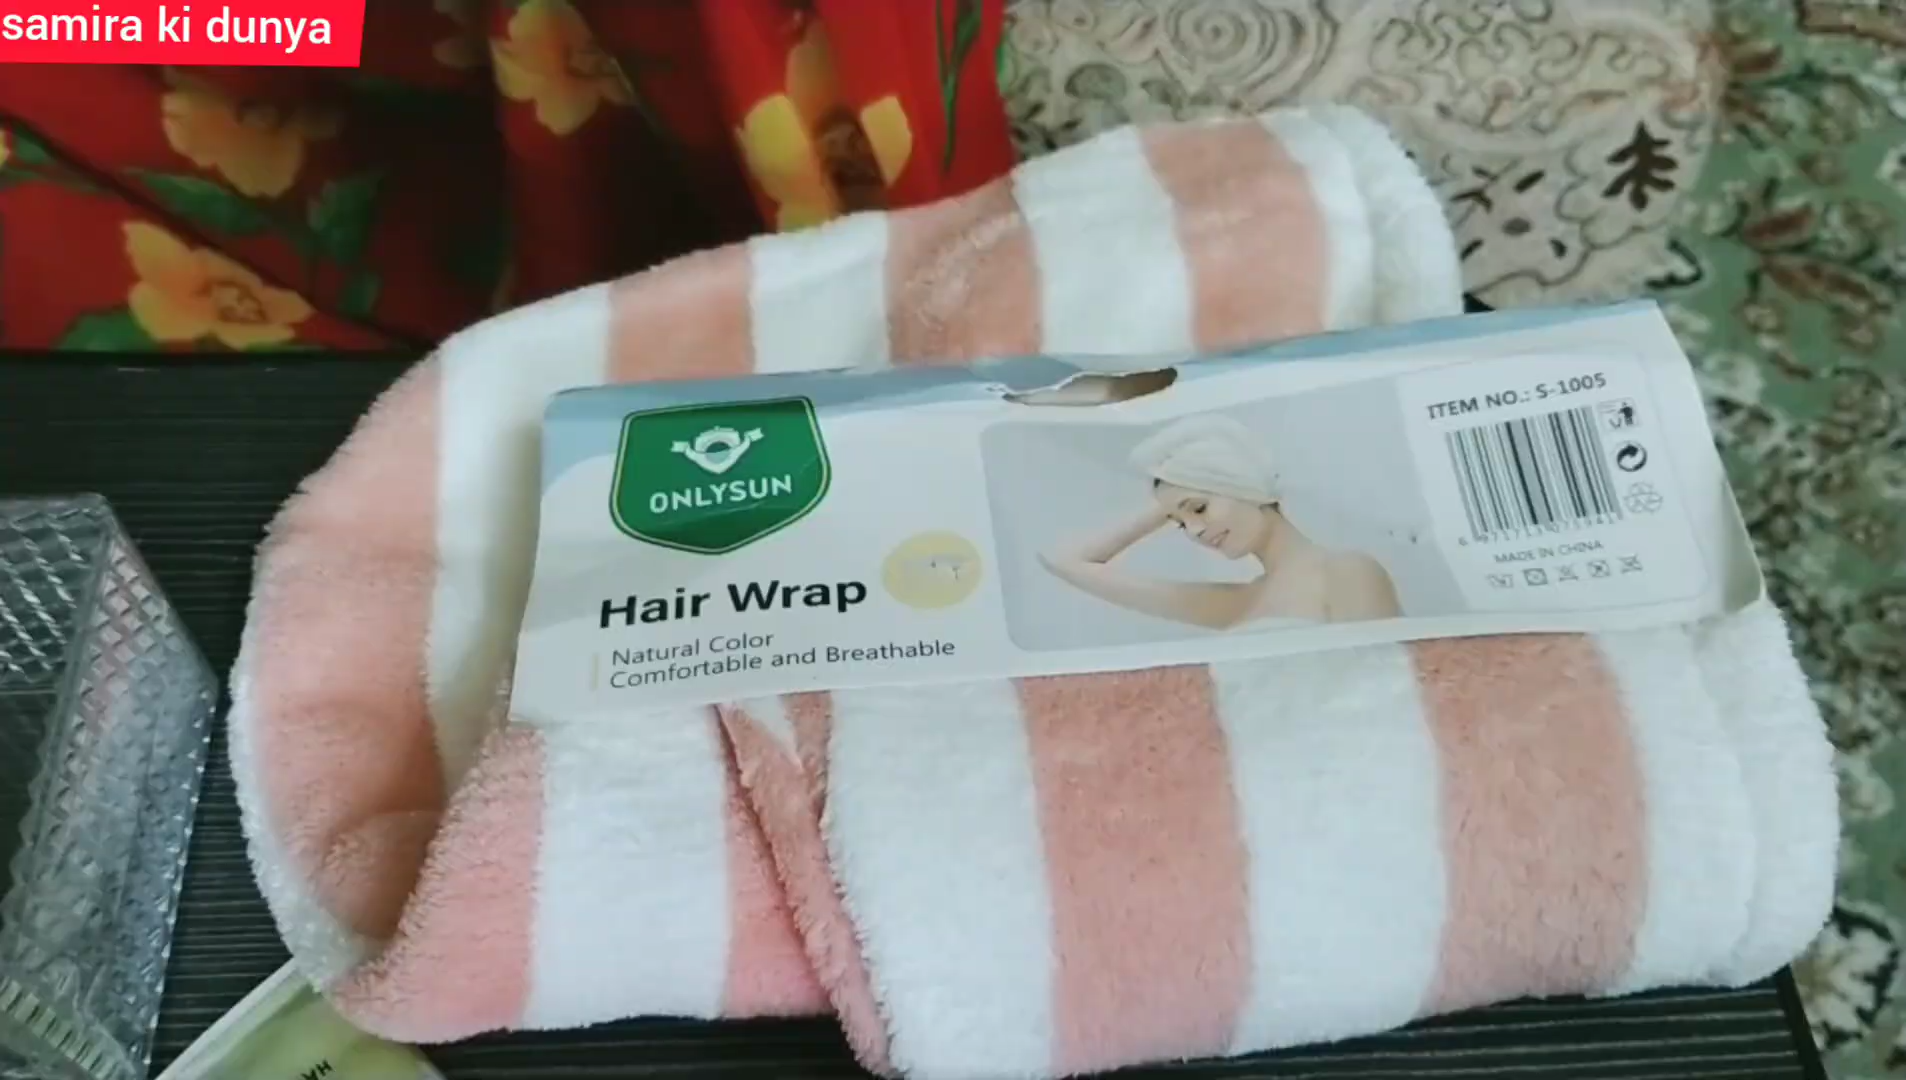 samira ki dunya
ONLYSUN
Hair Wrap
Natural Color
Comfortable and Breathable
ITEM NO.: S-1005
MADE IN CHINA